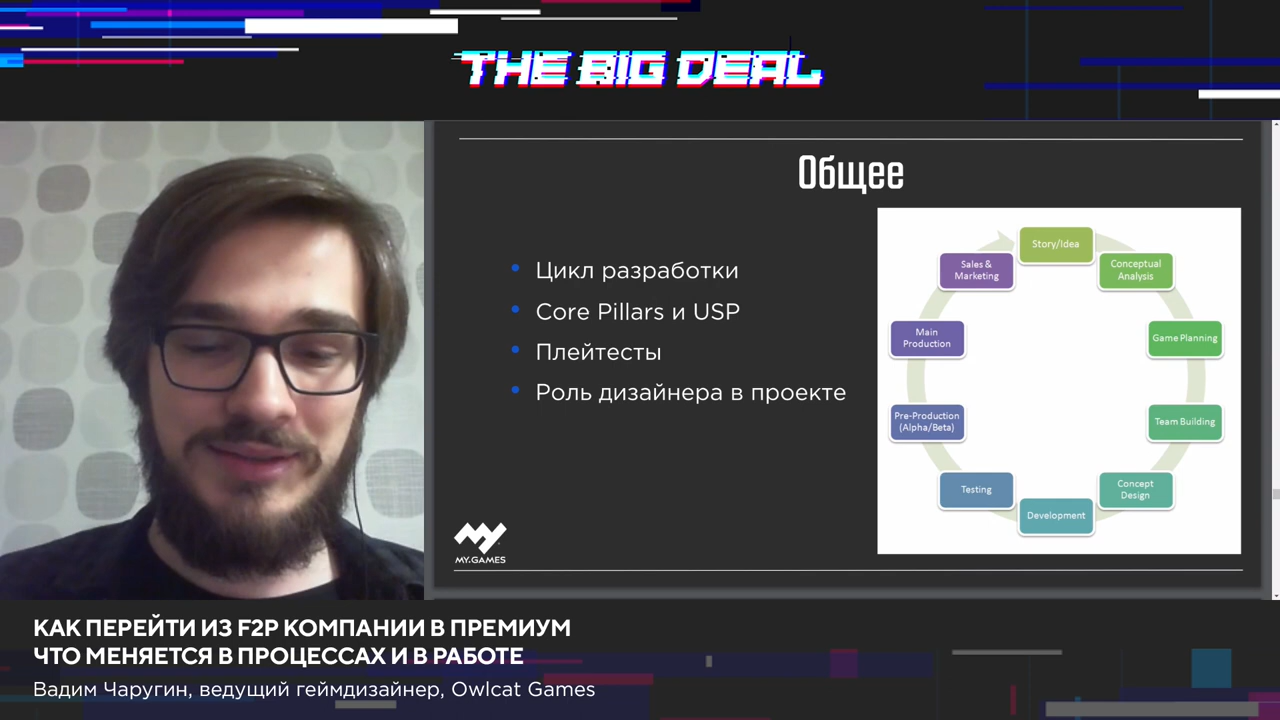 THE BIG DEAL
Общее
Цикл разработки
Core Pillars и USP
Плейтесты
Роль дизайнера в проекте
Story/Idea
Conceptual
Analysis
Game Planning
Team Building
Concept
Design
Development
Testing
Pre-Production
(Alpha/Beta)
Main
Production
Sales &
Marketing
MY.GAMES
КАК ПЕРЕЙТИ ИЗ F2P КОМПАНИИ В ПРЕМИУМ
ЧТО МЕНЯЕТСЯ В ПРОЦЕССАХ И В РАБОТЕ
Вадим Чаругин, ведущий геймдизайнер, Owlcat Games